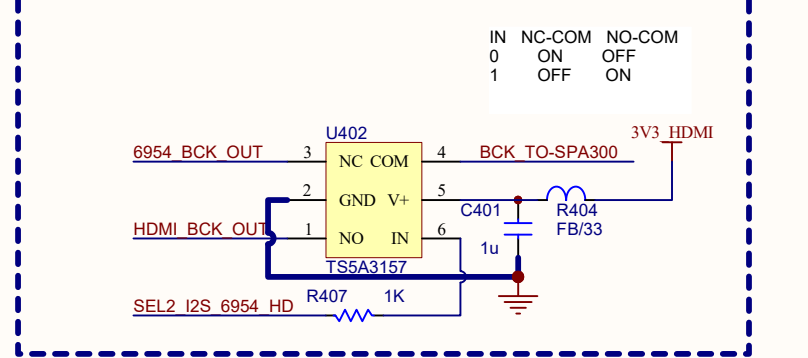 IN NC-COM NO-COM
0 ON OFF
1 OFF ON
3V3_HDMI
U402
6954_BCK_OUT 3 NC COM 4 BCK_TO-SPA300
2 GND V+ 5
C401 R404
FB/33
HDMI_BCK_OUT 1 NO IN 6
1u
TS5A3157
SEL2_I2S_6954_HD R407 1K